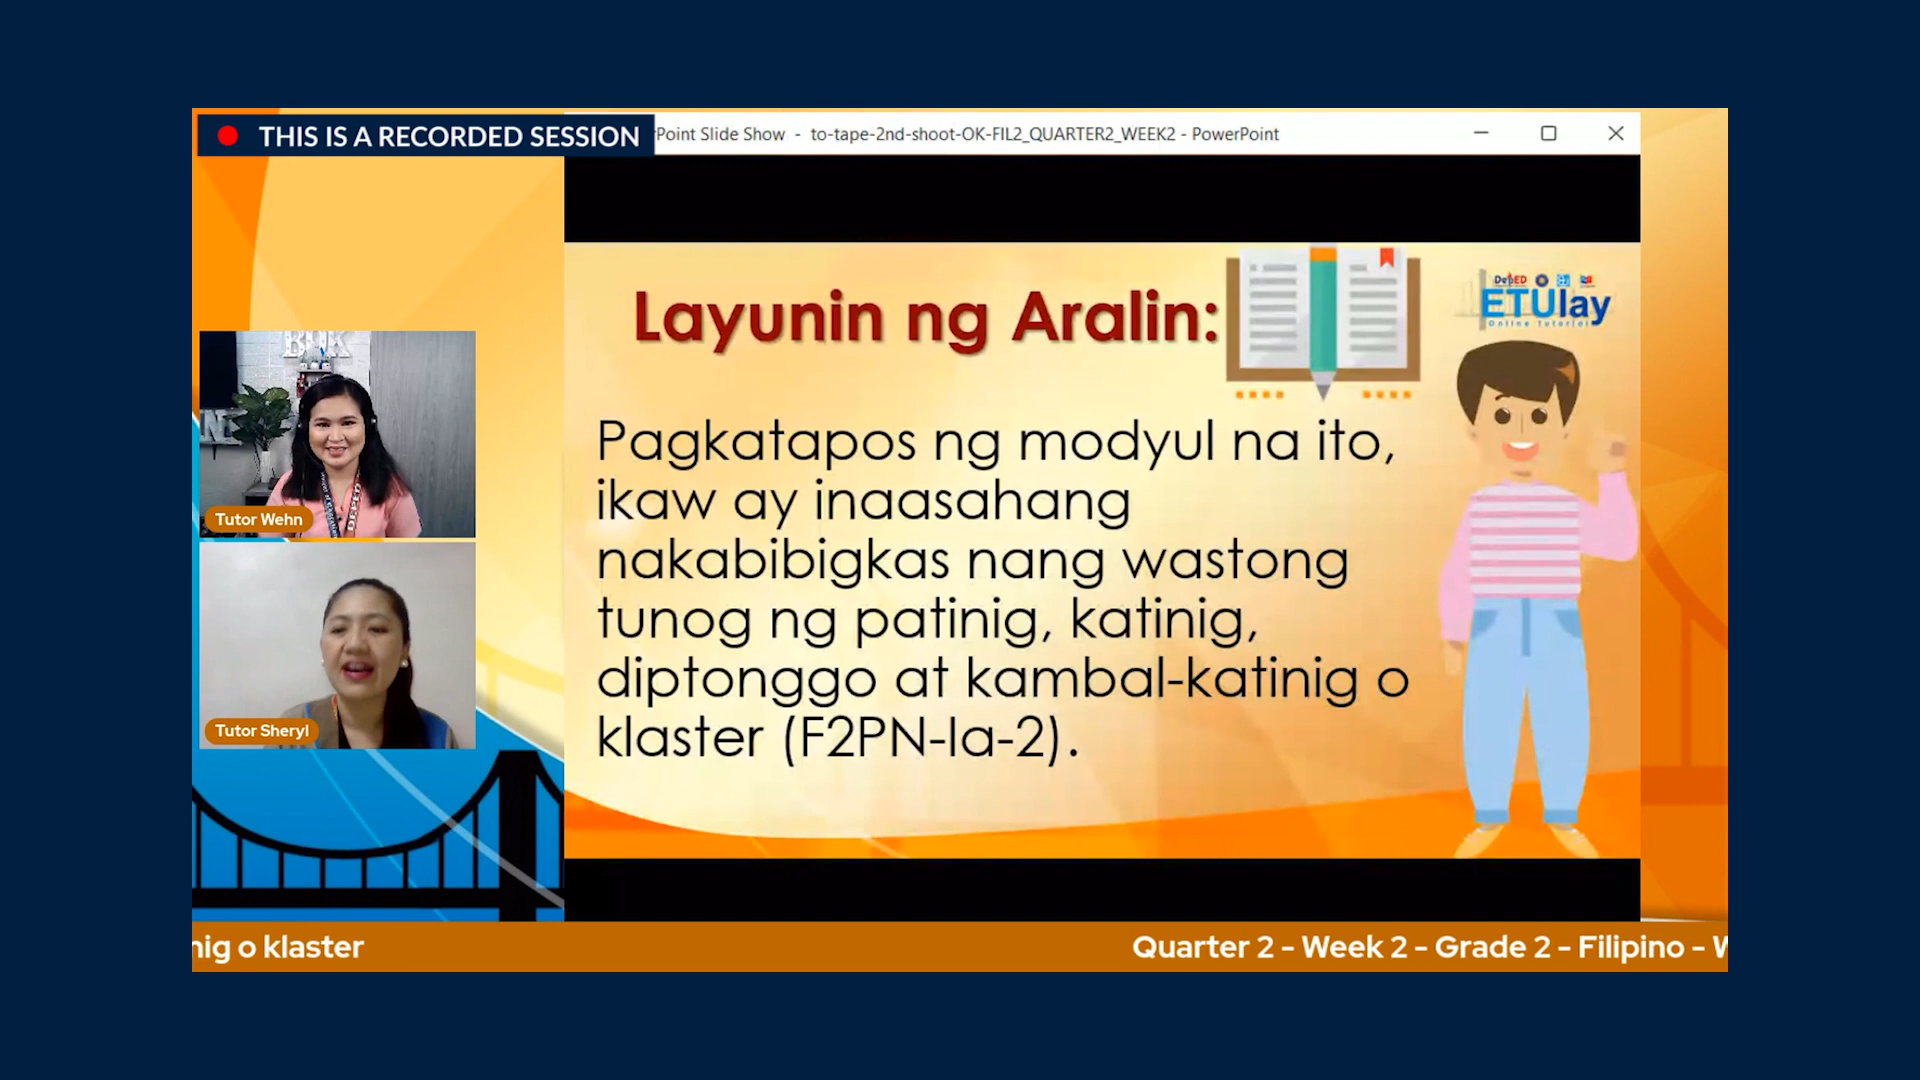 THIS IS A RECORDED SESSION
Point Slide Show - to-tape-2nd-shoot-OK-FIL2_QUARTER2_WEEK2 - PowerPoint
Layunin ng Aralin:
DepED
ETUlay
Online Tutorial
Pagkatapos ng modyul na ito,
ikaw ay inaasahang
nakabibigkas nang wastong
tunog ng patinig, katinig,
diptonggo at kambal-katinig o
klaster (F2PN-Ia-2).
Tutor Wehn
Tutor Sheryl
nig o klaster
Quarter 2 - Week 2 - Grade 2 - Filipino -